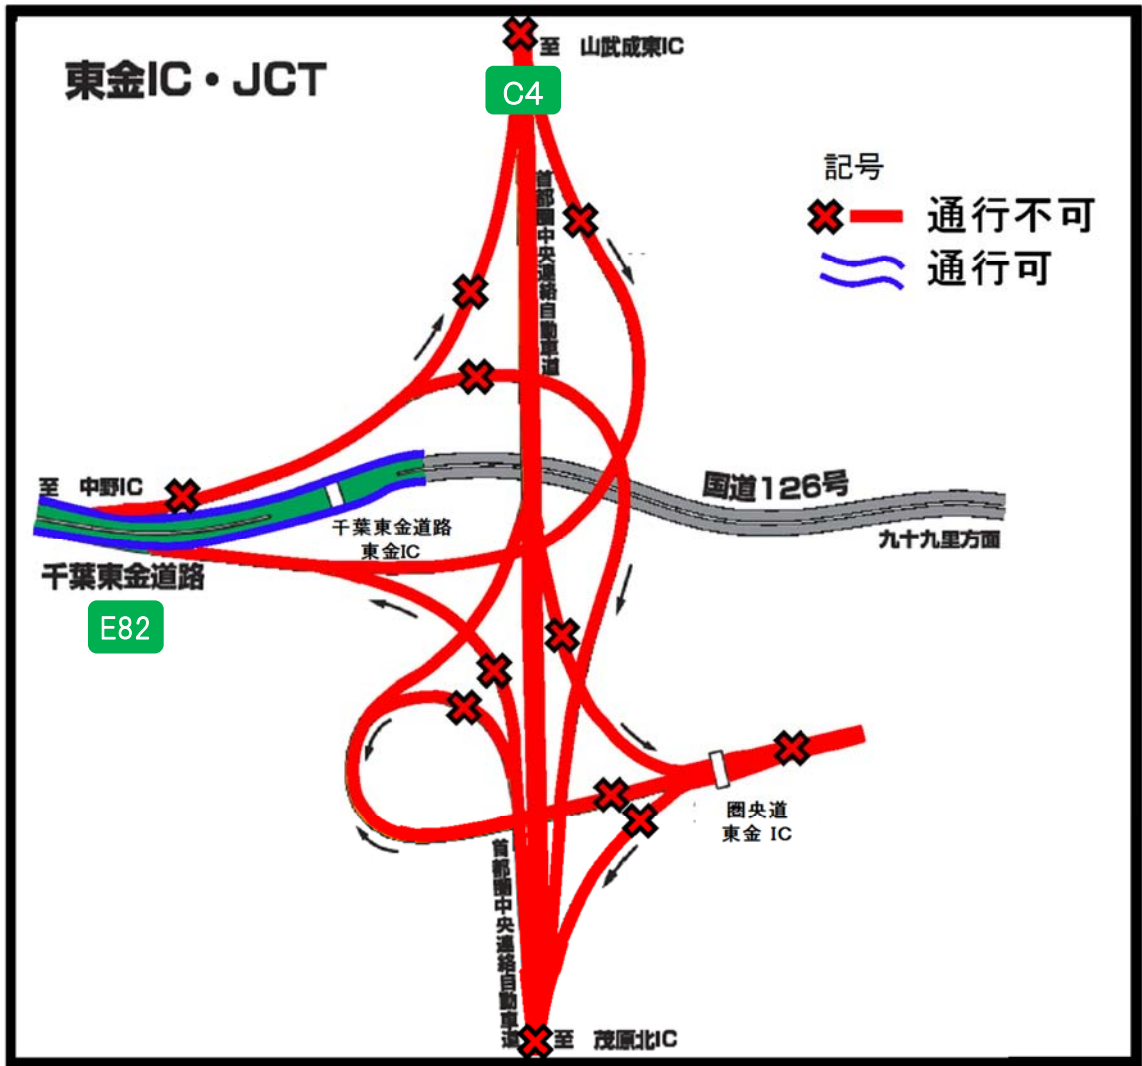 至 山武成東IC
東金IC・JCT
C4
記号
通行不可
通行可
首都圏中央連絡自動車道
至 中野IC
国道126号
千葉東金道路
東金IC
九十九里方面
千葉東金道路
E82
圏央道
東金 IC
首都圏中央連絡自動車道
至 茂原北IC